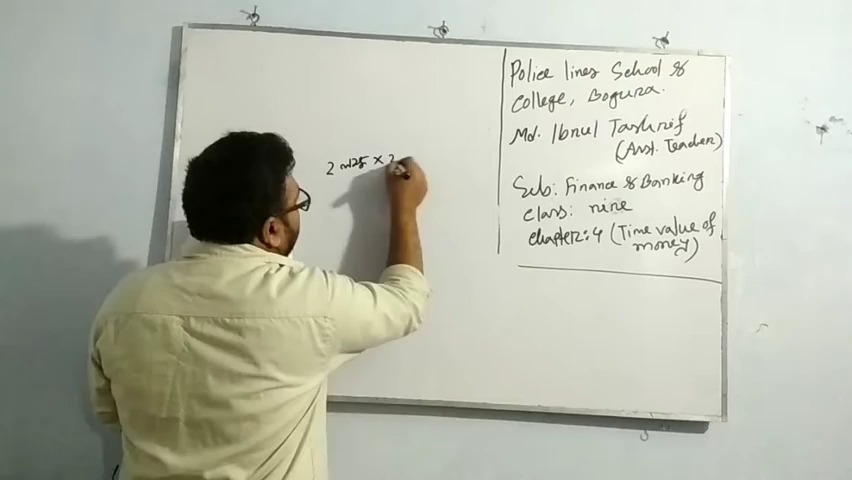 2 × 2
Police lines School &
College, Bogura.
Md. Ibnul Tashrif
(Asst. Teacher)
Sub: Finance & Banking
class: nine
chapter: 4 (Time value of
money)